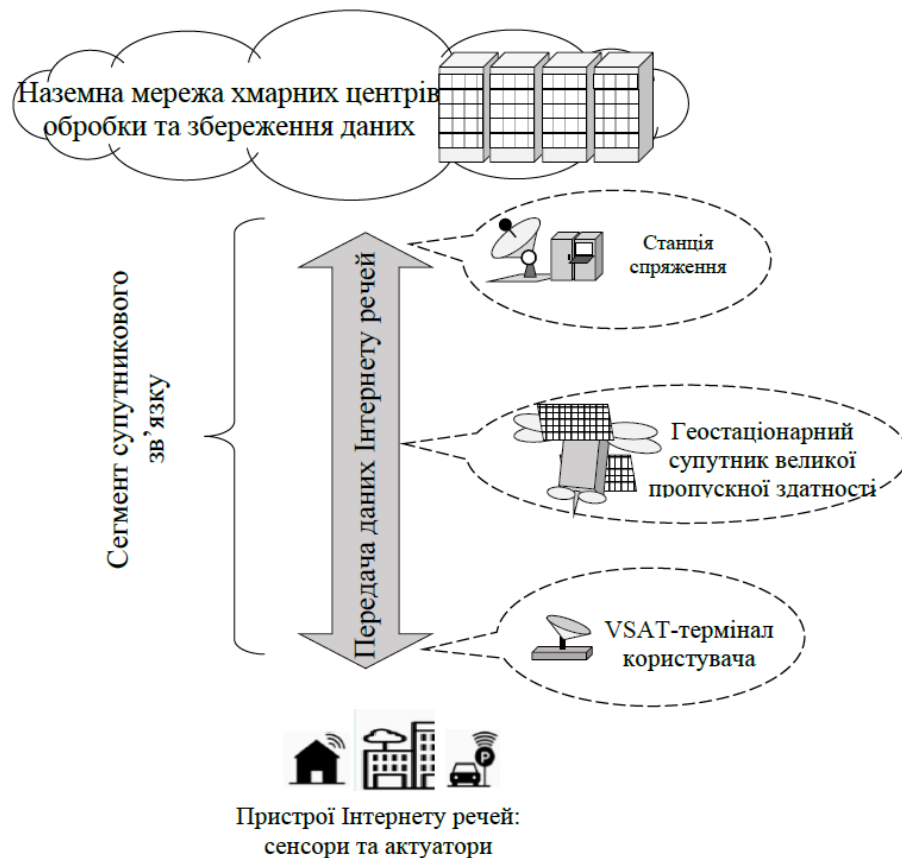 Наземна мережа хмарних центрів
обробки та збереження даних
Станція
спряження
Сегмент супутникового
зв’язку
Передача даних Інтернету речей
Геостаціонарний
супутник великої
пропускної здатності
VSAT-термінал
користувача
P
Пристрої Інтернету речей:
сенсори та актуатори